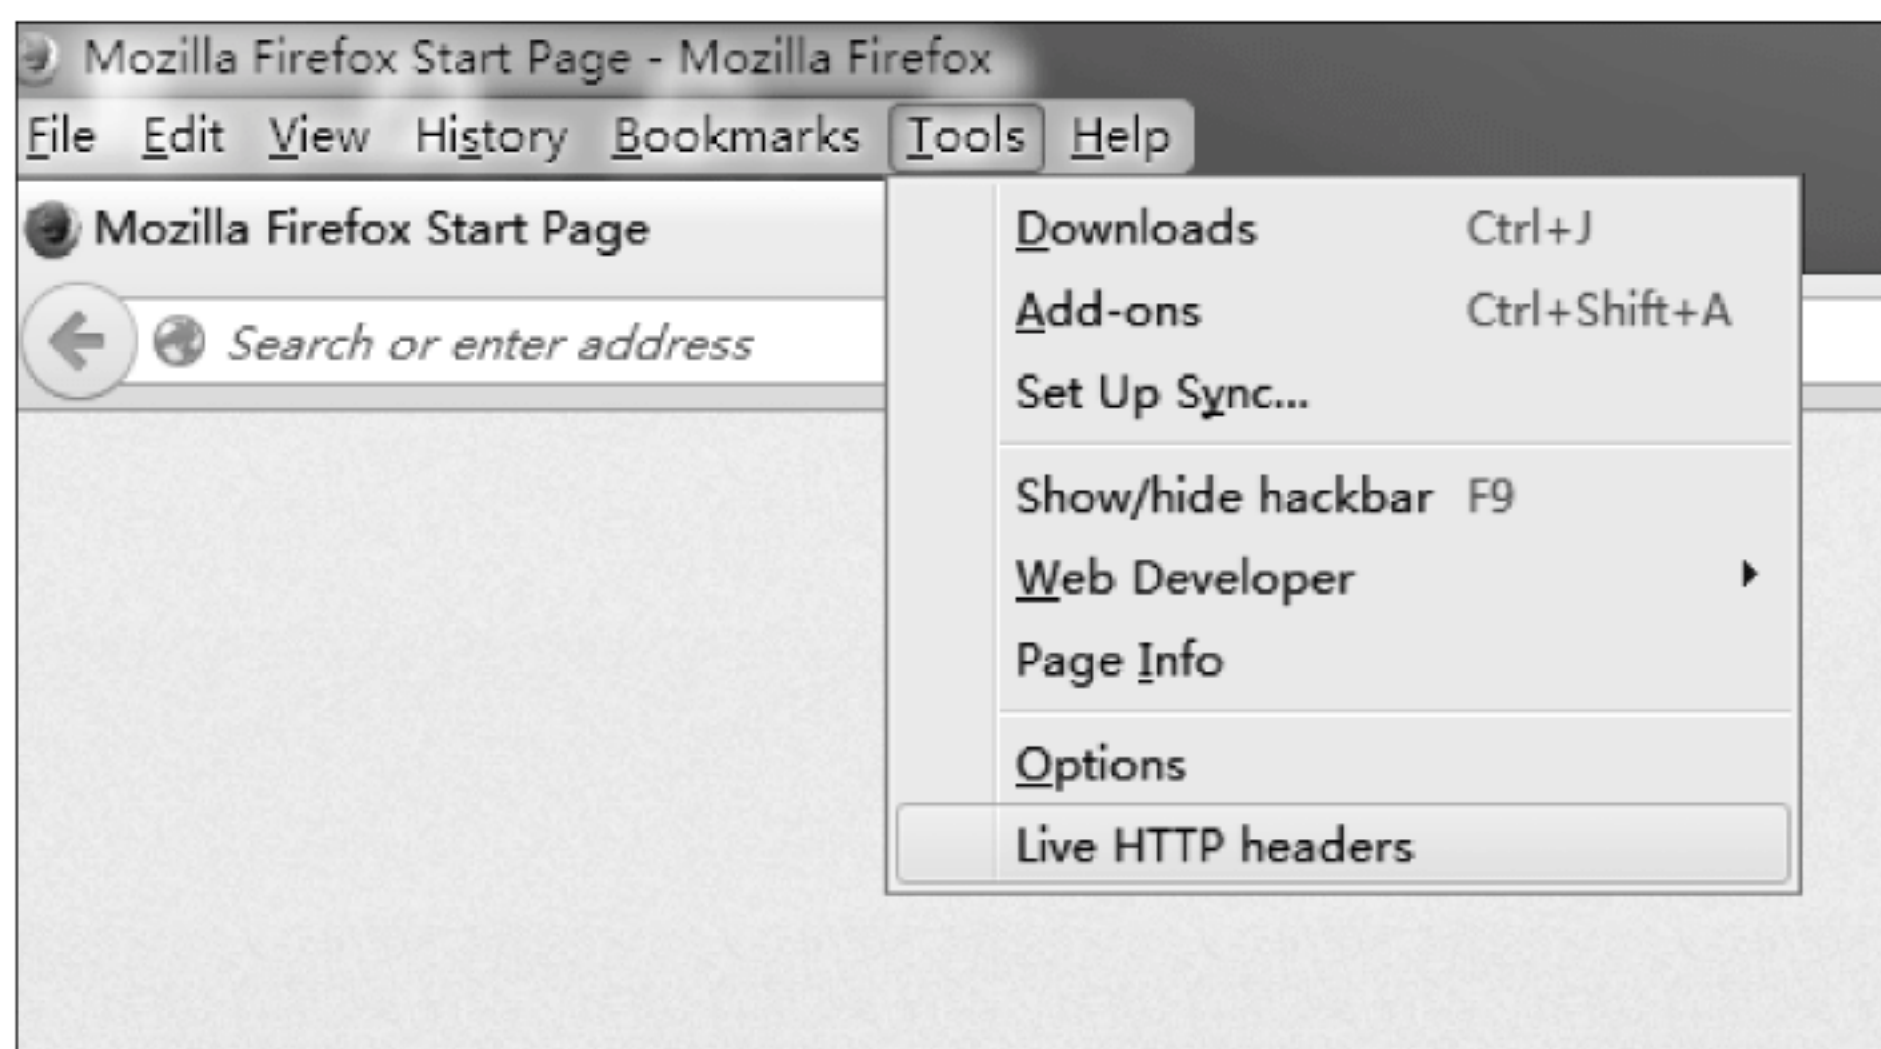 Mozilla Firefox Start Page - Mozilla Firefox
File Edit View History Bookmarks Tools Help
Mozilla Firefox Start Page
Search or enter address
Downloads Ctrl+J
Add-ons Ctrl+Shift+A
Set Up Sync...
Show/hide hackbar F9
Web Developer
Page Info
Options
Live HTTP headers